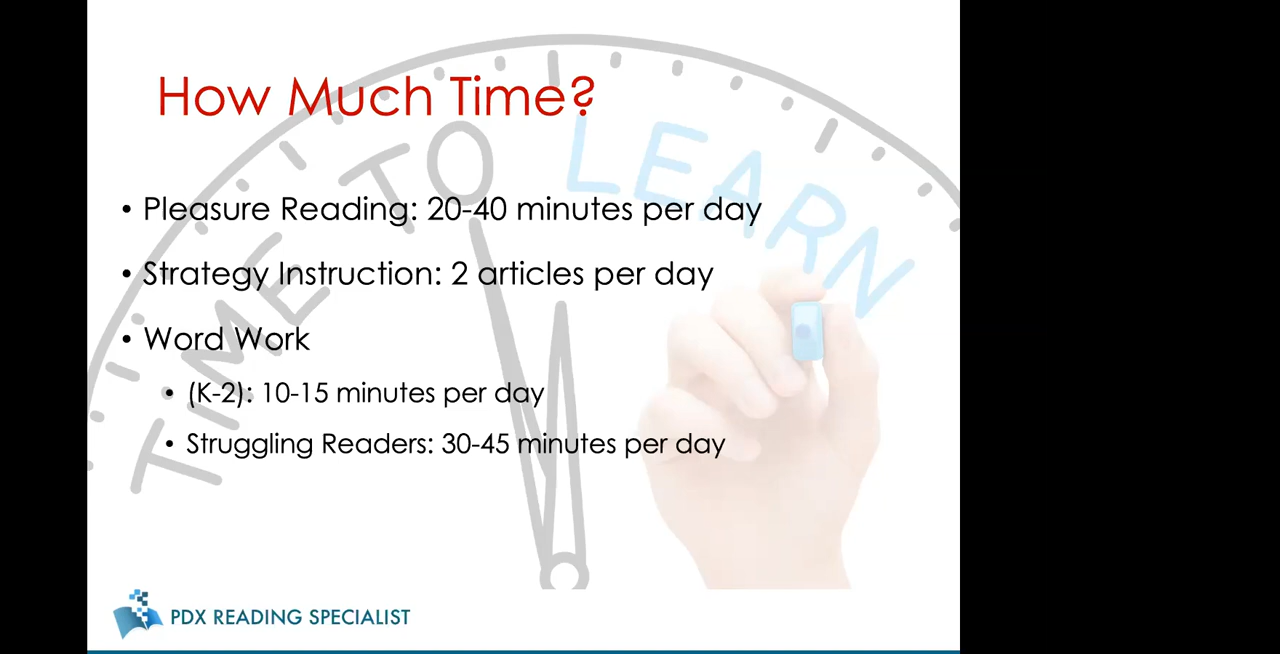 How Much Time?
TIME TO LEARN
• Pleasure Reading: 20-40 minutes per day
• Strategy Instruction: 2 articles per day
• Word Work
• (K-2): 10-15 minutes per day
• Struggling Readers: 30-45 minutes per day
PDX READING SPECIALIST